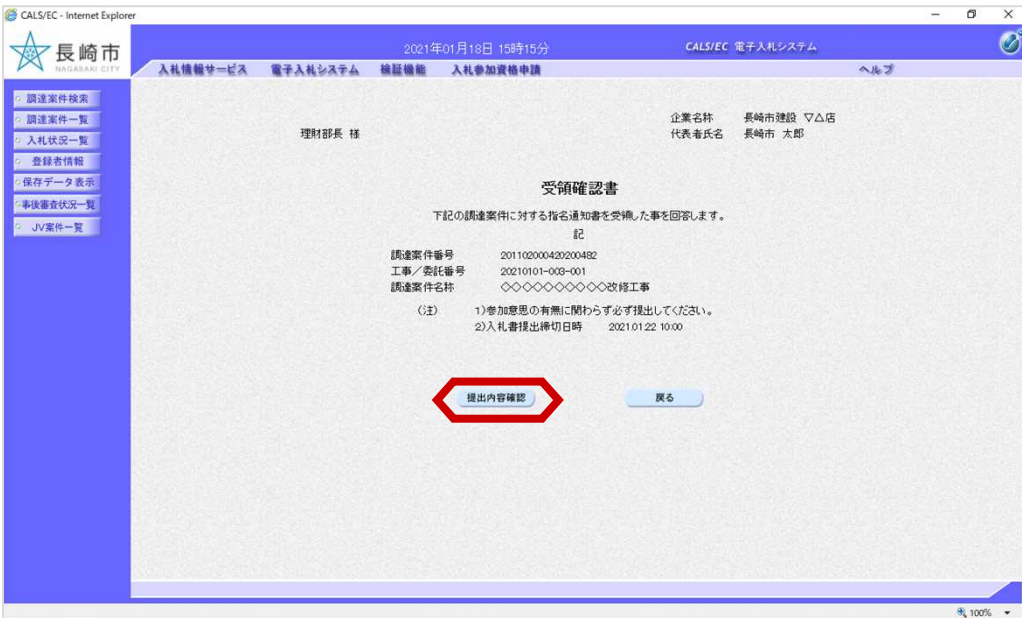 CALS/EC - Internet Explorer
長崎市
NAGASAKI CITY
2021年01月18日 15時15分
CALS/EC 電子入札システム
入札情報サービス 電子入札システム 検証機能 入札参加資格申請 ヘルプ
調達案件検索
調達案件一覧
入札状況一覧
登録者情報
保存データ表示
事後審査状況一覧
JV案件一覧
企業名称 長崎市建設 ▽△店
理財部長 様
代表者氏名 長崎市 太郎
受領確認書
下記の調達案件に対する指名通知書を受領した事を回答します。
記
調達案件番号 201102000420200482
工事／委託番号 20210101-003-001
調達案件名称 ◇◇◇◇◇◇◇◇◇◇改修工事
(注) 1)参加意思の有無に関わらず必ず提出してください。
2)入札書提出締切日時 2021.01.22 10:00
提出内容確認 戻る
100%